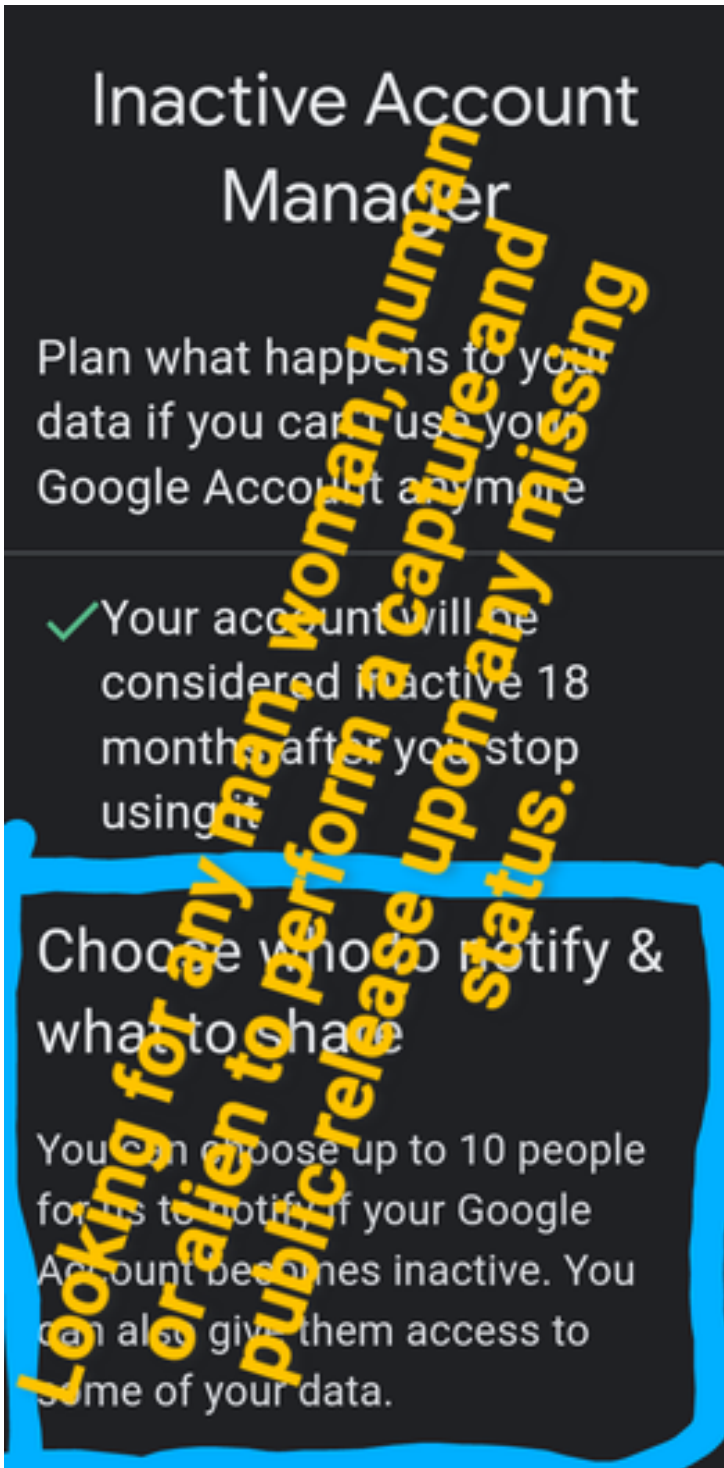 Inactive Account
Manager
Plan what happens to your
data if you can't use your
Google Account anymore
Your account will be
considered inactive 18
months after you stop
using it
Choose who to notify &
what to share
You can choose up to 10 people
for us to notify if your Google
Account becomes inactive. You
can also give them access to
some of your data.
Looking for any man, woman, human
or alien to perform a capture and
public release upon any missing
status.